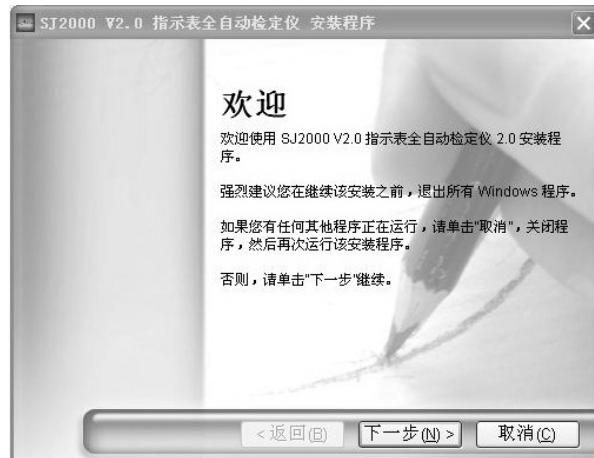 SJ2000 V2.0 指示表全自动检定仪 安装程序
欢迎
欢迎使用 SJ2000 V2.0 指示表全自动检定仪 2.0 安装程
序。
强烈建议您在继续该安装之前，退出所有 Windows 程序。
如果您有任何其他程序正在运行，请单击"取消"，关闭程
序，然后再次运行该安装程序。
否则，请单击"下一步"继续。
<返回(B) 下一步(N)> 取消(C)